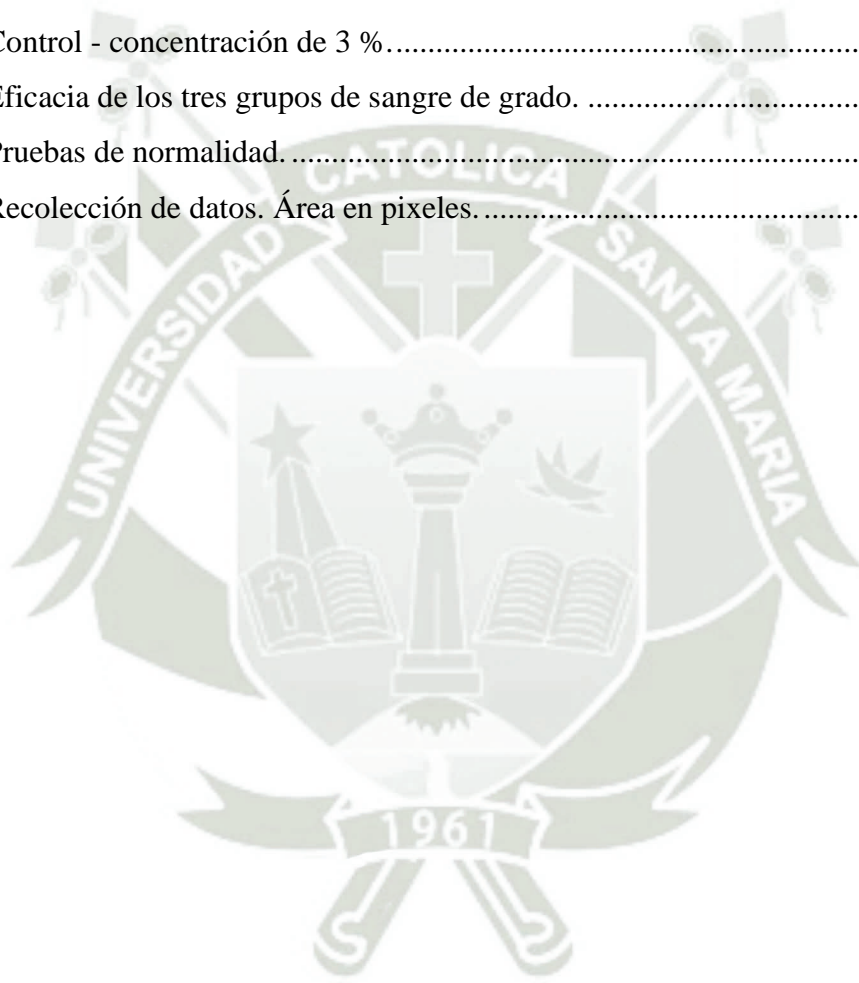 Control - concentración de 3 %.........................................................................
Eficacia de los tres grupos de sangre de grado. ...............................................
Pruebas de normalidad. ......................................................................................
Recolección de datos. Área en pixeles. ...............................................................
UNIVERSIDAD CATOLICA SANTA MARIA
1961